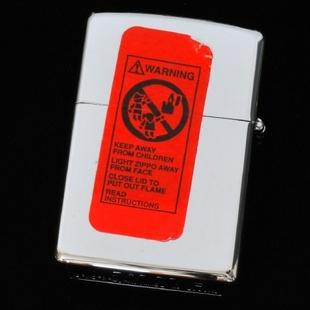 WARNING
KEEP AWAY
FROM CHILDREN
LIGHT ZIPPO AWAY
FROM FACE
CLOSE LID TO
PUT OUT FLAME
READ
INSTRUCTIONS